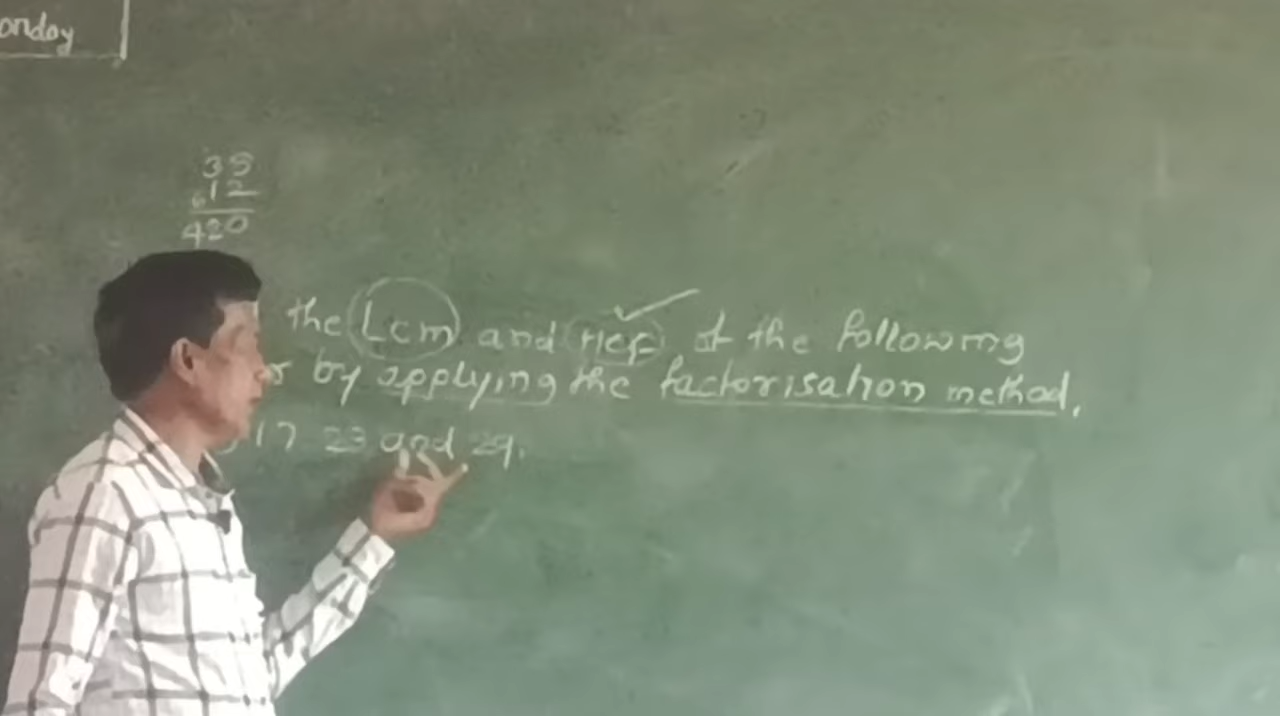 onday
35
12
420
the Lcm and HCF of the following
by applying the factorisation method.
17 23 and 29.